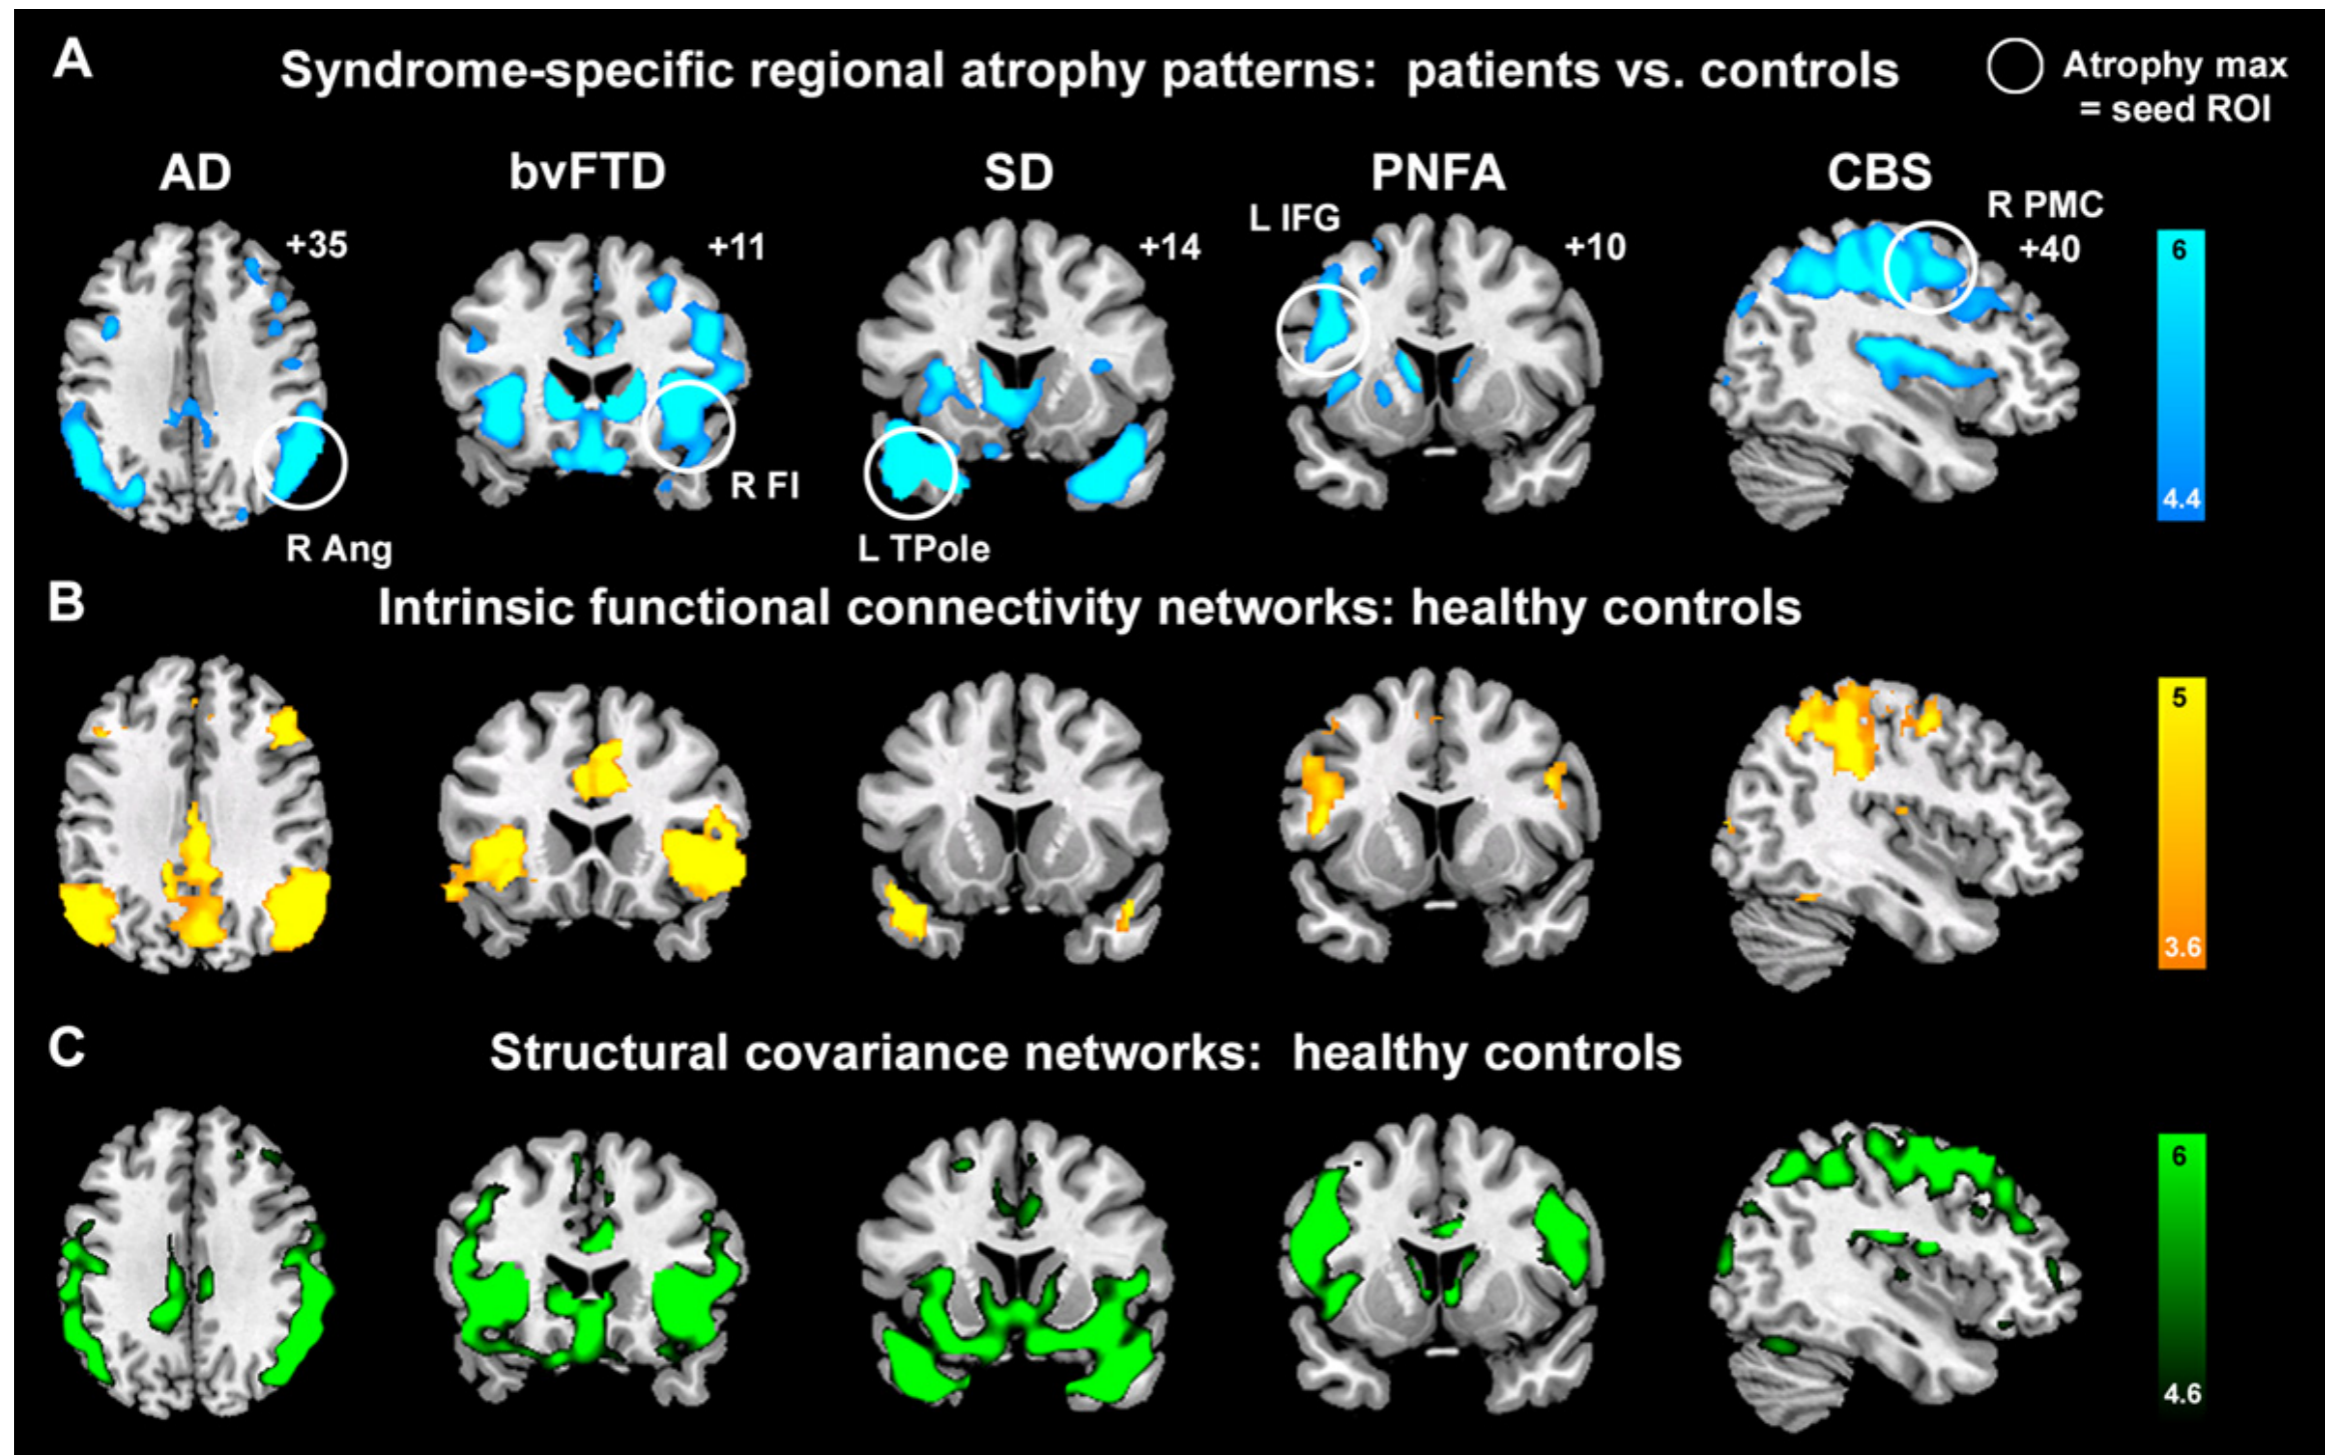 A
Syndrome-specific regional atrophy patterns: patients vs. controls
Atrophy max
= seed ROI
AD
bvFTD
SD
PNFA
CBS
+35
+11
+14
L IFG
+10
R PMC
+40
6
4.4
R Ang
R FI
L TPole
B
Intrinsic functional connectivity networks: healthy controls
5
3.6
C
Structural covariance networks: healthy controls
6
4.6